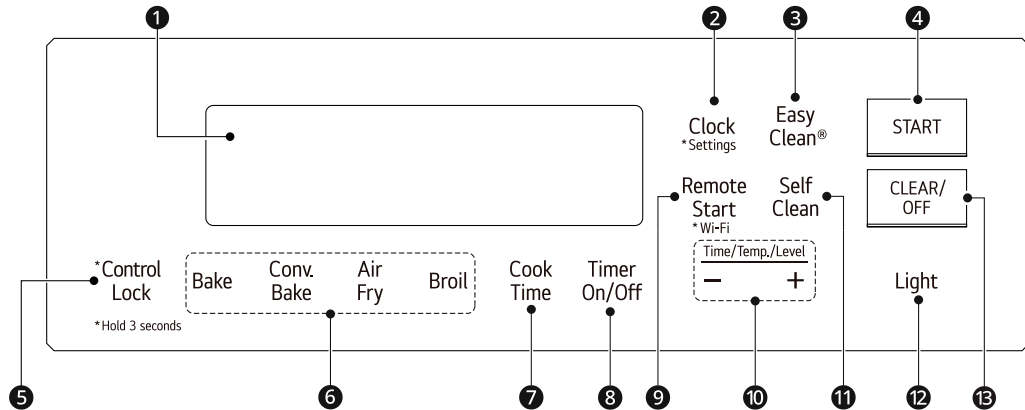 1
2
3
4
Clock
*Settings
Easy
Clean®
START
Remote
Start
*Wi-Fi
Self
Clean
CLEAR/
OFF
Time/Temp./Level
− +
*Control
Lock
*Hold 3 seconds
Bake
Conv.
Bake
Air
Fry
Broil
Cook
Time
Timer
On/Off
Light
5
6
7
8
9
10
11
12
13